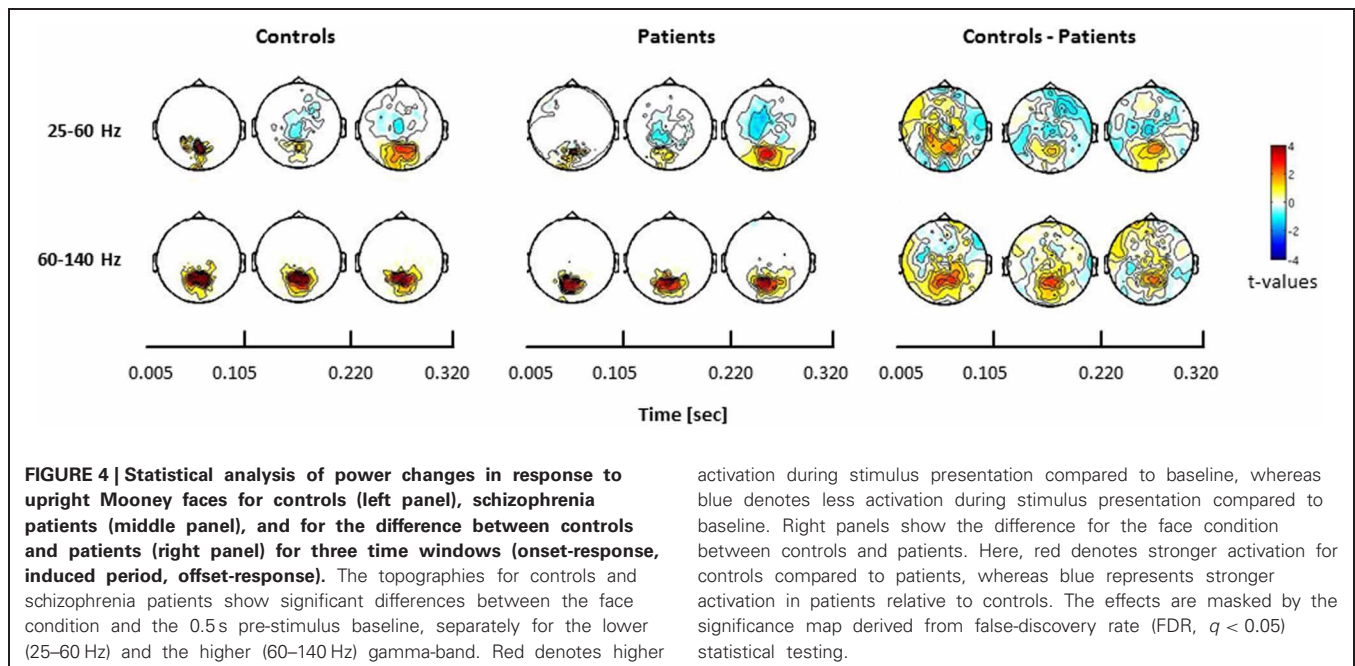 Controls
Patients
Controls - Patients
25-60 Hz
60-140 Hz
4
2
0
-2
-4
t-values
0.005 0.105 0.220 0.320
0.005 0.105 0.220 0.320
0.005 0.105 0.220 0.320
Time [sec]
FIGURE 4 | Statistical analysis of power changes in response to
upright Mooney faces for controls (left panel), schizophrenia
patients (middle panel), and for the difference between controls
and patients (right panel) for three time windows (onset-response,
induced period, offset-response). The topographies for controls and
schizophrenia patients show significant differences between the face
condition and the 0.5 s pre-stimulus baseline, separately for the lower
(25–60 Hz) and the higher (60–140 Hz) gamma-band. Red denotes higher
activation during stimulus presentation compared to baseline, whereas
blue denotes less activation during stimulus presentation compared to
baseline. Right panels show the difference for the face condition
between controls and patients. Here, red denotes stronger activation for
controls compared to patients, whereas blue represents stronger
activation in patients relative to controls. The effects are masked by the
significance map derived from false-discovery rate (FDR, q < 0.05)
statistical testing.